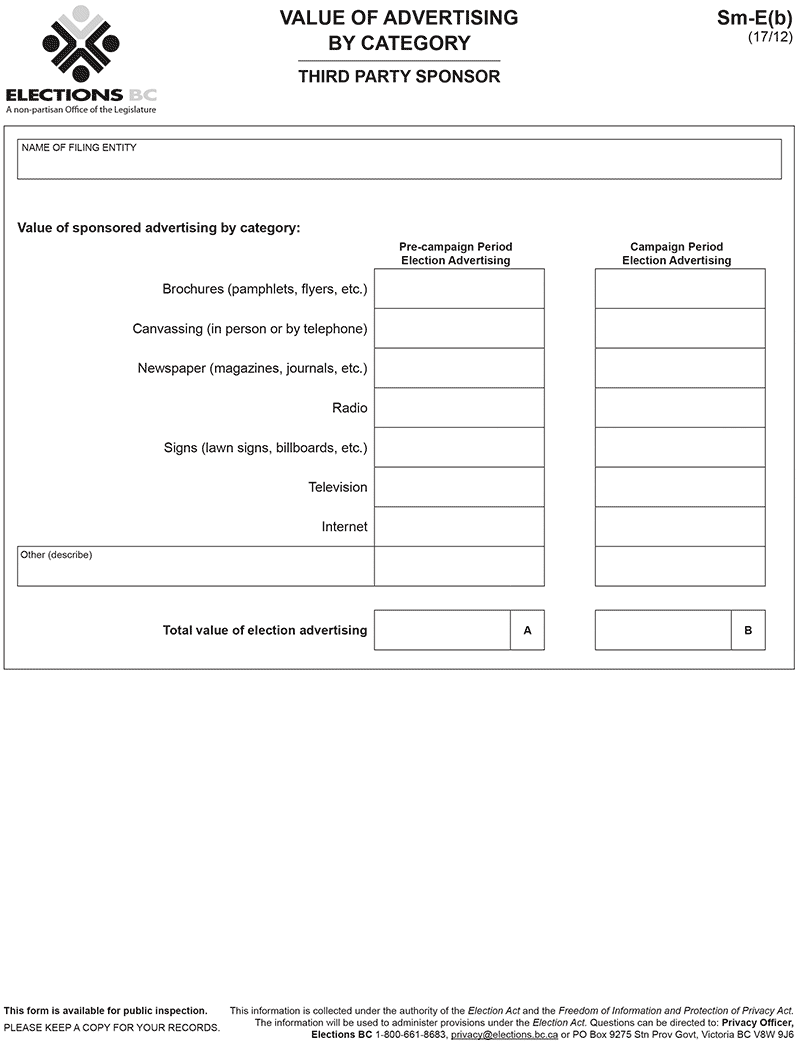 ELECTIONS BC
A non-partisan Office of the Legislature
VALUE OF ADVERTISING
BY CATEGORY
THIRD PARTY SPONSOR
Sm-E(b)
(17/12)
NAME OF FILING ENTITY
Value of sponsored advertising by category:
Pre-campaign Period
Election Advertising
Campaign Period
Election Advertising
Brochures (pamphlets, flyers, etc.)
Canvassing (in person or by telephone)
Newspaper (magazines, journals, etc.)
Radio
Signs (lawn signs, billboards, etc.)
Television
Internet
Other (describe)
Total value of election advertising
A
B
This form is available for public inspection.
PLEASE KEEP A COPY FOR YOUR RECORDS.
This information is collected under the authority of the Election Act and the Freedom of Information and Protection of Privacy Act.
The information will be used to administer provisions under the Election Act. Questions can be directed to: Privacy Officer,
Elections BC 1-800-661-8683, privacy@elections.bc.ca or PO Box 9275 Stn Prov Govt, Victoria BC V8W 9J6